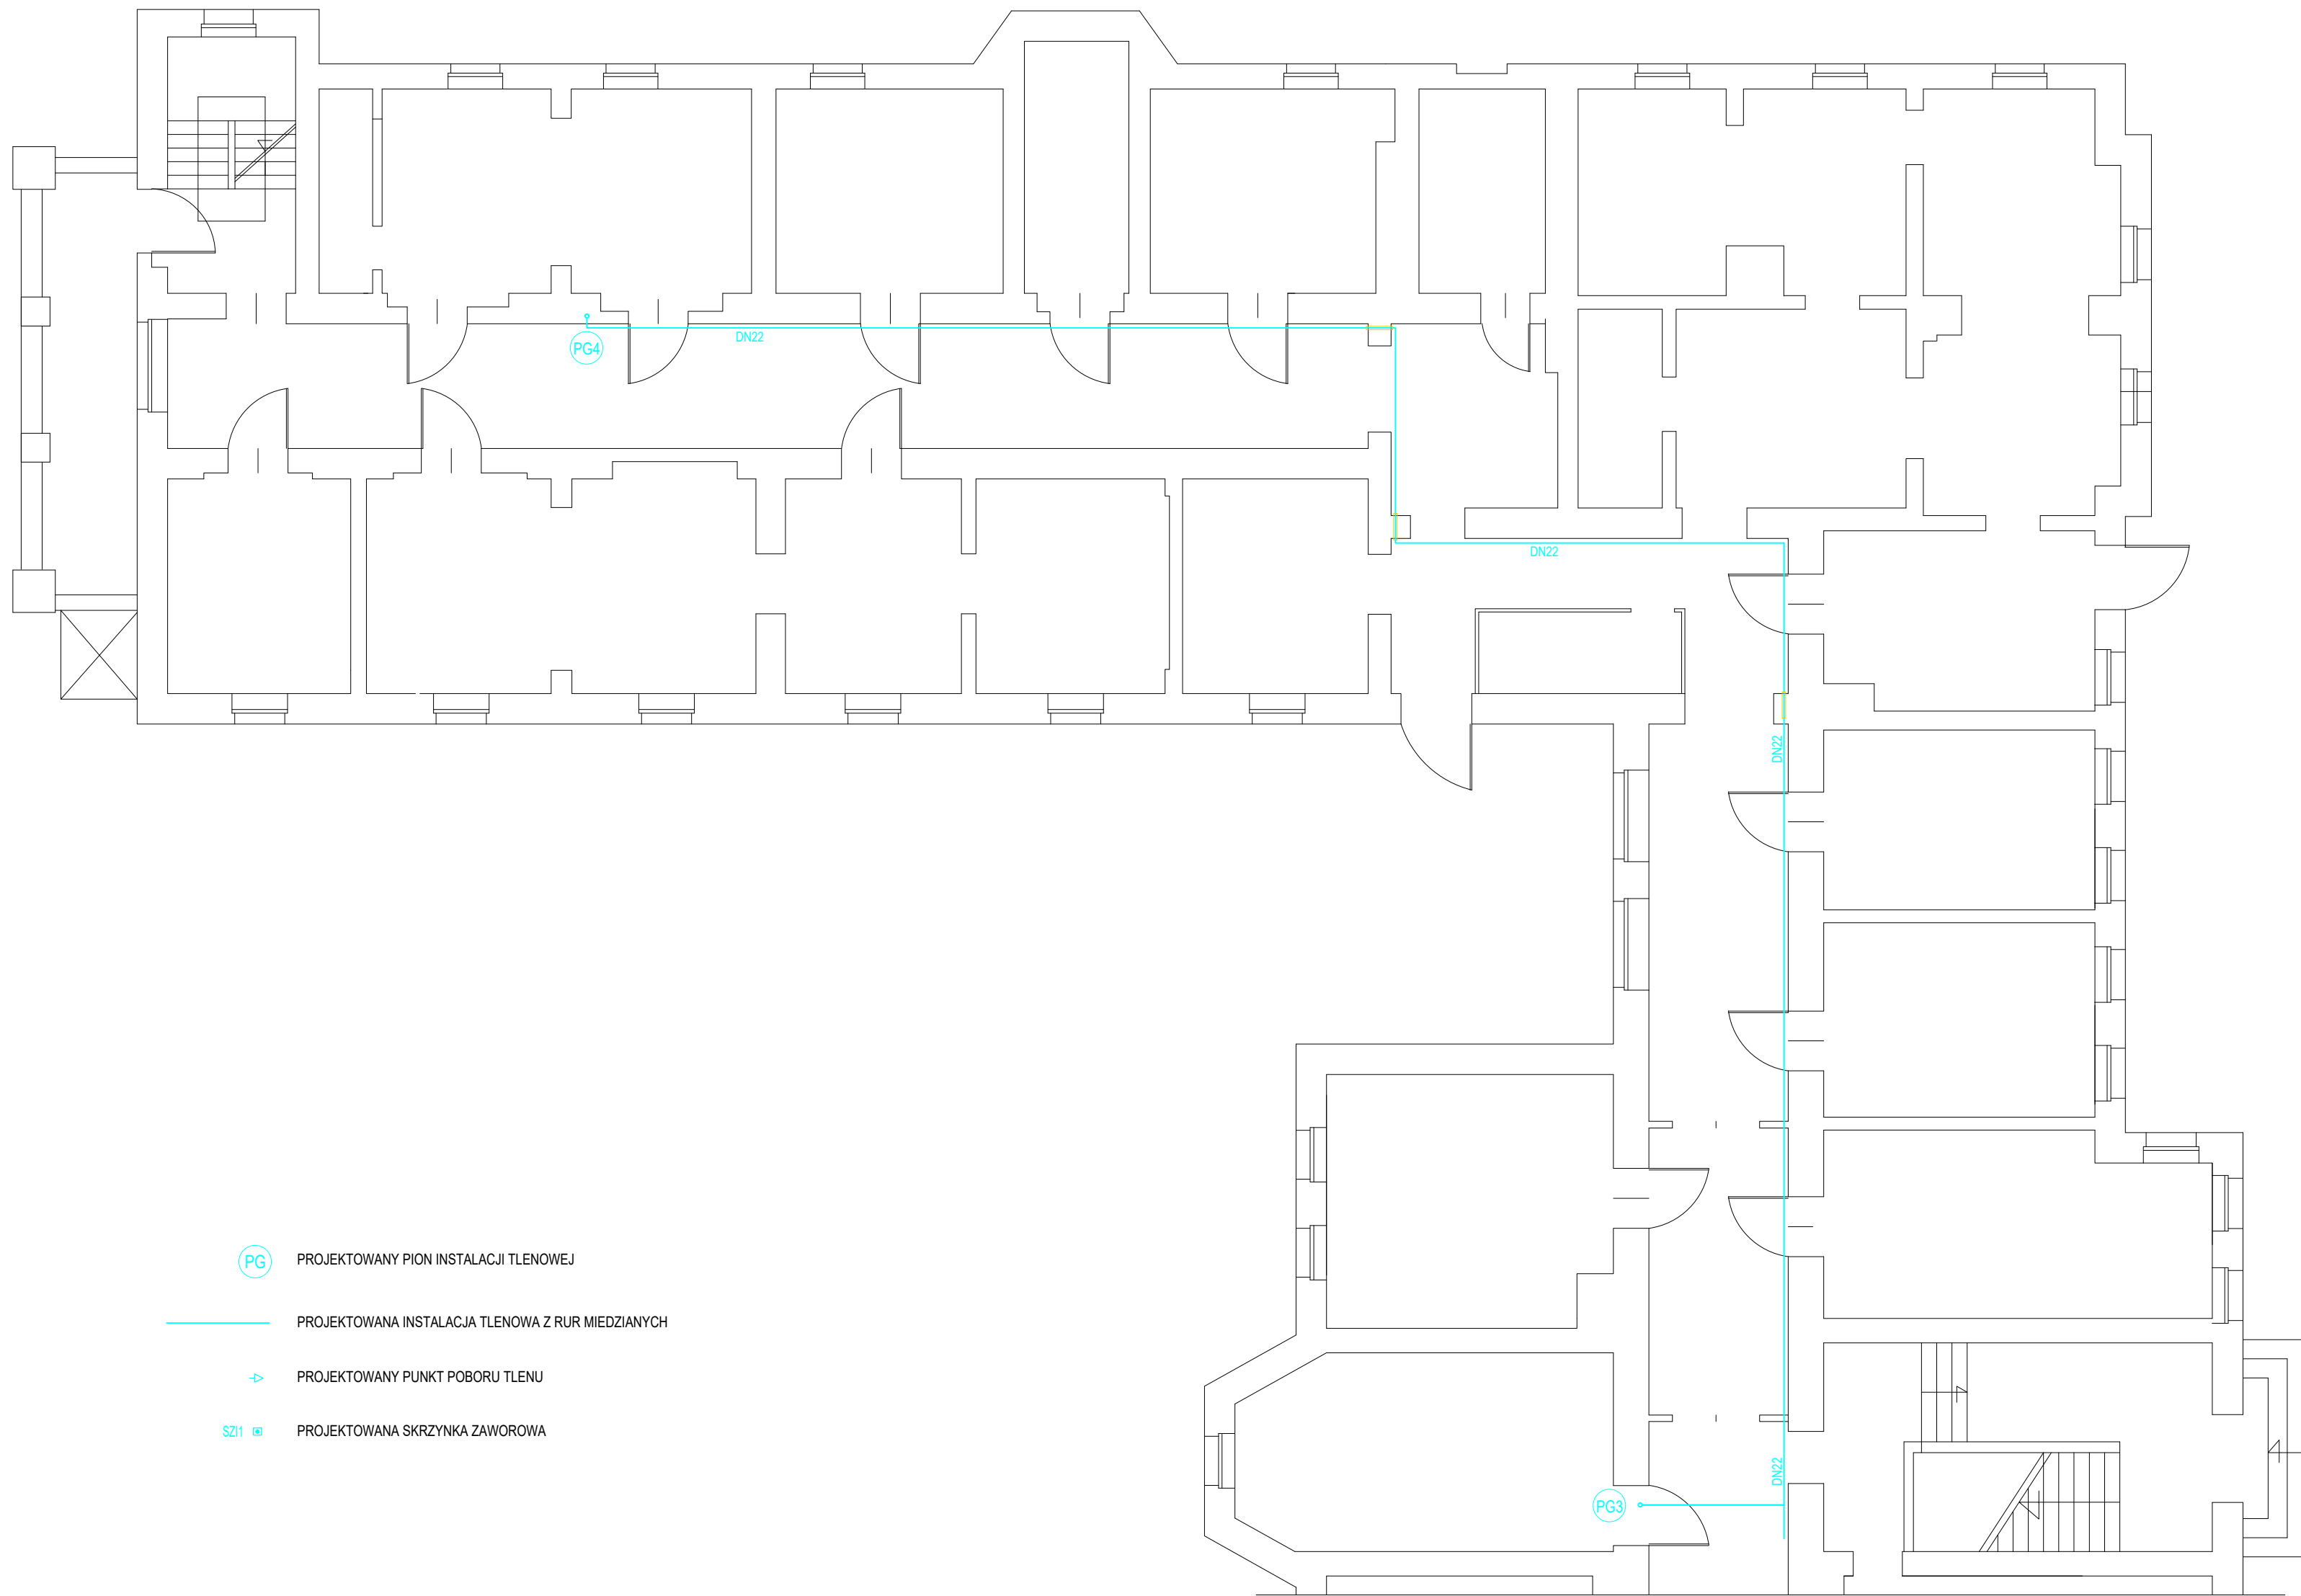 PG4
DN22
DN22
DN22
DN22
PG3
PG PROJEKTOWANY PION INSTALACJI TLENOWEJ
PROJEKTOWANA INSTALACJA TLENOWA Z RUR MIEDZIANYCH
PROJEKTOWANY PUNKT POBORU TLENU
SZI1 PROJEKTOWANA SKRZYNKA ZAWOROWA